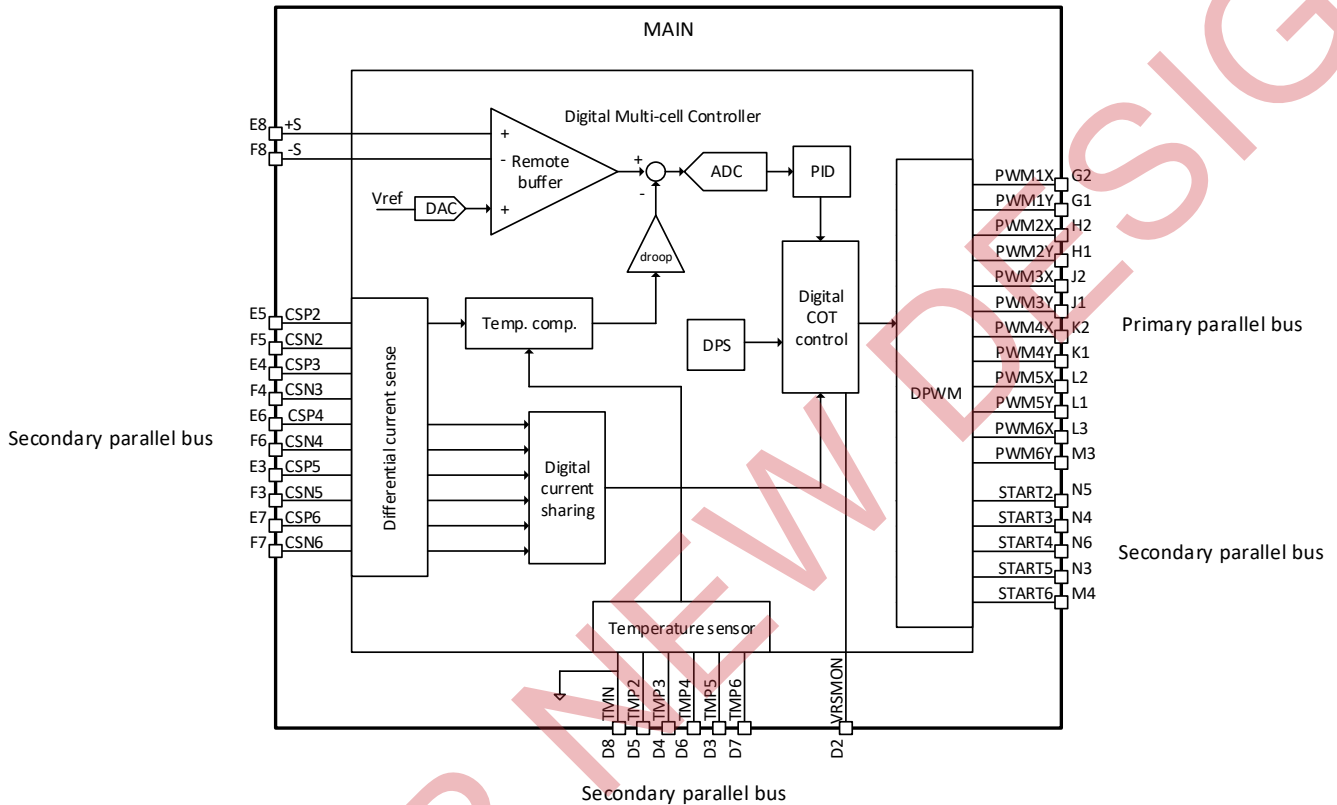 MAIN
Digital Multi-cell Controller
E8 +S
F8 -S
+
-
+
Remote
buffer
+
-
ADC
PID
Vref
DAC
droop
Digital
COT
control
DPS
DPWM
PWM1X G2
PWM1Y G1
PWM2X H2
PWM2Y H1
PWM3X J2
PWM3Y J1
PWM4X K2
PWM4Y K1
PWM5X L2
PWM5Y L1
PWM6X L3
PWM6Y M3
Primary parallel bus
START2 N5
START3 N4
START4 N6
START5 N3
START6 M4
Secondary parallel bus
E5 CSP2
F5 CSN2
E4 CSP3
F4 CSN3
E6 CSP4
F6 CSN4
E3 CSP5
F3 CSN5
E7 CSP6
F7 CSN6
Secondary parallel bus
Differential current sense
Temp. comp.
Digital
current
sharing
Temperature sensor
D8 TMN
D5 TMP2
D4 TMP3
D6 TMP4
D3 TMP5
D7 TMP6
D2 VRSMON
Secondary parallel bus
NEW DESIG